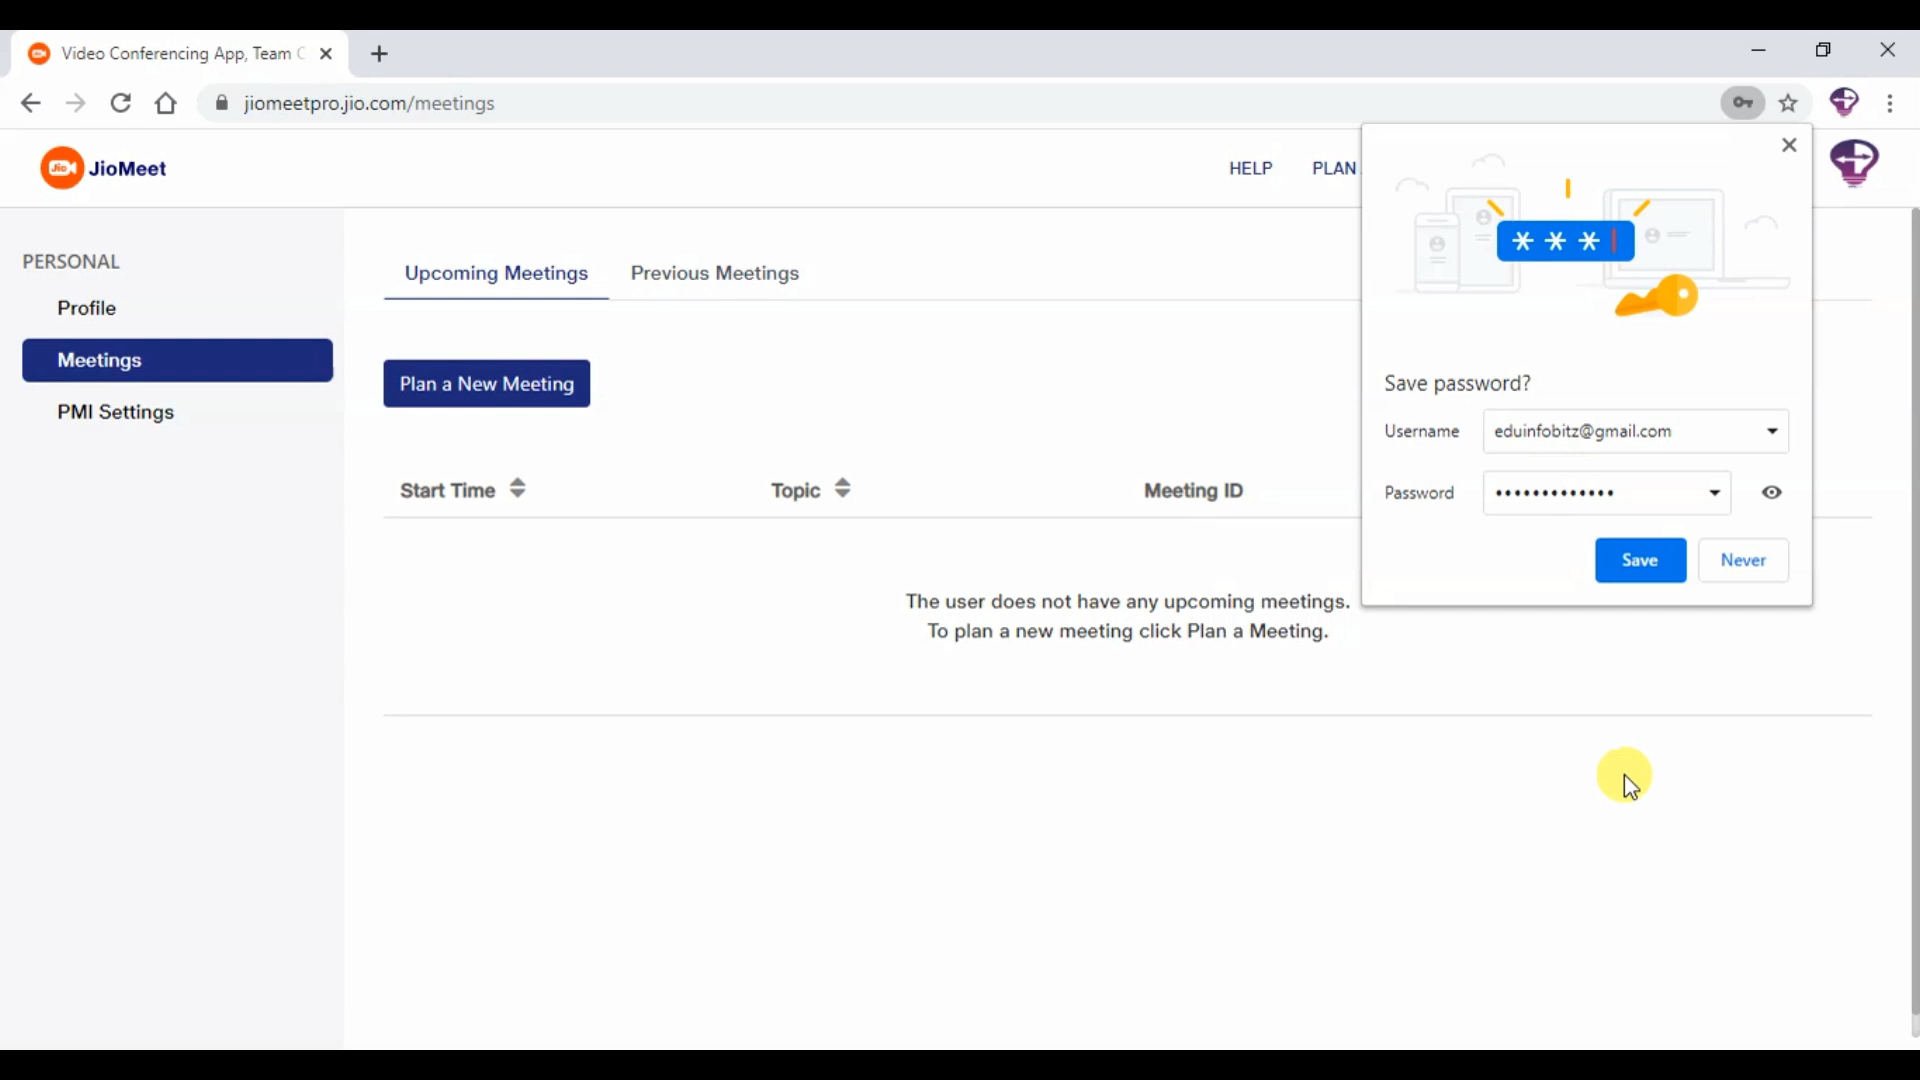 Video Conferencing App, Team C
jiomeetpro.jio.com/meetings
Jio JioMeet
HELP PLAN
* * *
PERSONAL
Profile
Meetings
PMI Settings
Upcoming Meetings Previous Meetings
Plan a New Meeting
Start Time Topic Meeting ID
The user does not have any upcoming meetings.
To plan a new meeting click Plan a Meeting.
Save password?
Username eduinfobitz@gmail.com
Password •••••••••••••
Save Never